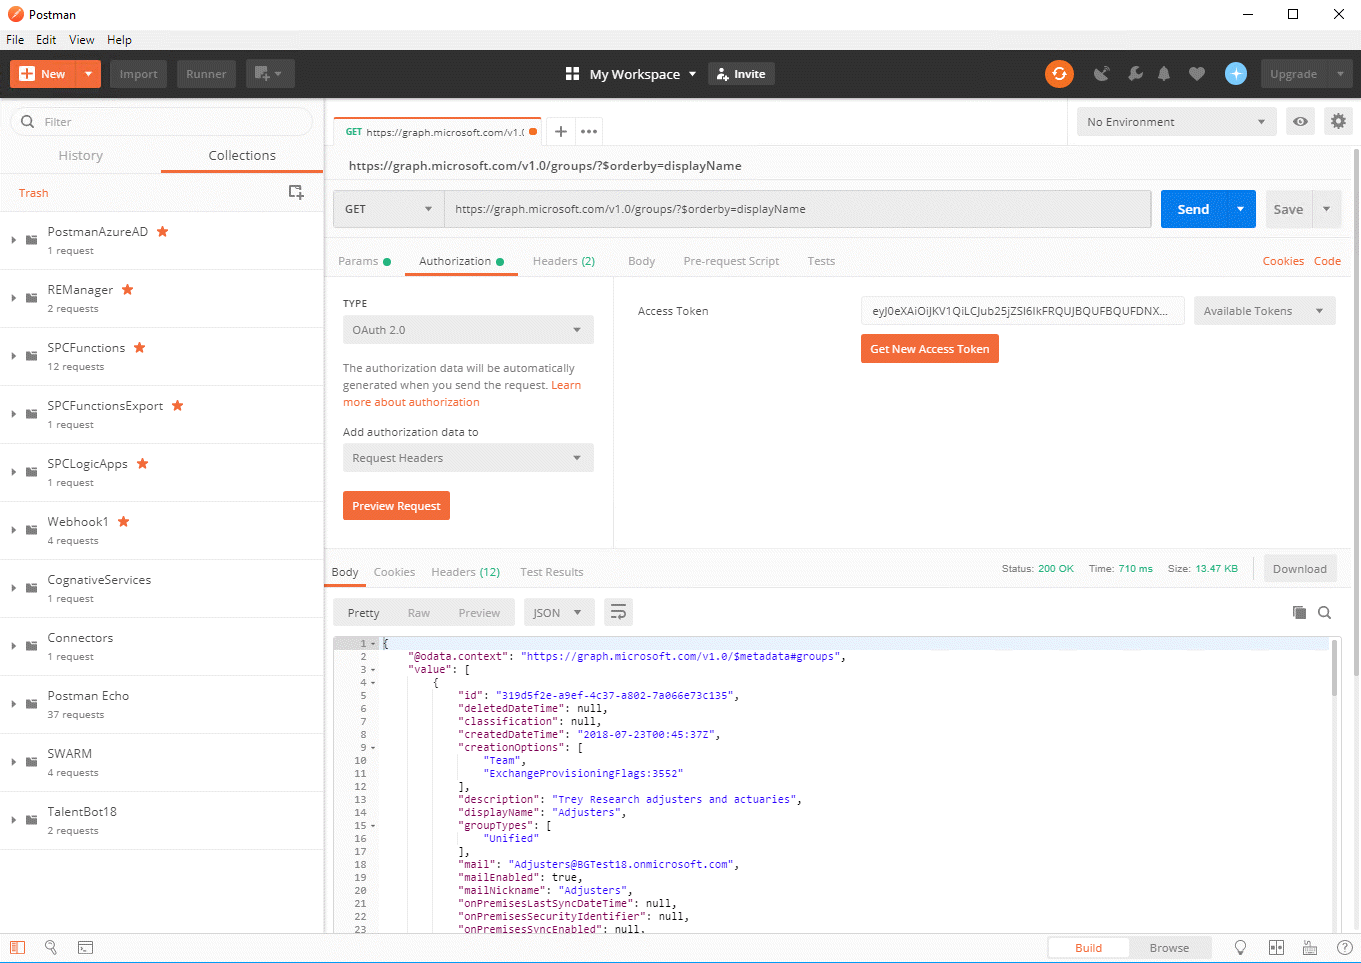 Postman
File Edit View Help
New Import Runner My Workspace Invite Upgrade
Filter
History Collections
Trash
PostmanAzureAD
1 request
REManager
2 requests
SPCFunctions
12 requests
SPCFunctionsExport
1 request
SPCLogicApps
1 request
Webhook1
4 requests
CognativeServices
1 request
Connectors
1 request
Postman Echo
37 requests
SWARM
4 requests
TalentBot18
2 requests
GET https://graph.microsoft.com/v1.0/
No Environment
https://graph.microsoft.com/v1.0/groups/?$orderby=displayName
GET https://graph.microsoft.com/v1.0/groups/?$orderby=displayName Send Save
Params Authorization Headers (2) Body Pre-request Script Tests Cookies Code
TYPE
OAuth 2.0
The authorization data will be automatically
generated when you send the request. Learn
more about authorization
Add authorization data to
Request Headers
Preview Request
Access Token Available Tokens
Get New Access Token
Body Cookies Headers (12) Test Results Status: 200 OK Time: 710 ms Size: 13.47 KB Download
Pretty Raw Preview JSON
1 {
2 "@odata.context": "https://graph.microsoft.com/v1.0/$metadata#groups",
3 "value": [
4 {
5 "id": "319d5f2e-a9ef-4c37-a802-7a066e73c135",
6 "deletedDateTime": null,
7 "classification": null,
8 "createdDateTime": "2018-07-23T00:45:37Z",
9 "creationOptions": [
10 "Team",
11 "ExchangeProvisioningFlags:3552"
12 ],
13 "description": "Trey Research adjusters and actuaries",
14 "displayName": "Adjusters",
15 "groupTypes": [
16 "Unified"
17 ],
18 "mail": "Adjusters@BGTest18.onmicrosoft.com",
19 "mailEnabled": true,
20 "mailNickname": "Adjusters",
21 "onPremisesLastSyncDateTime": null,
22 "onPremisesSecurityIdentifier": null,
23 "onPremisesSyncEnabled": null,
Build Browse